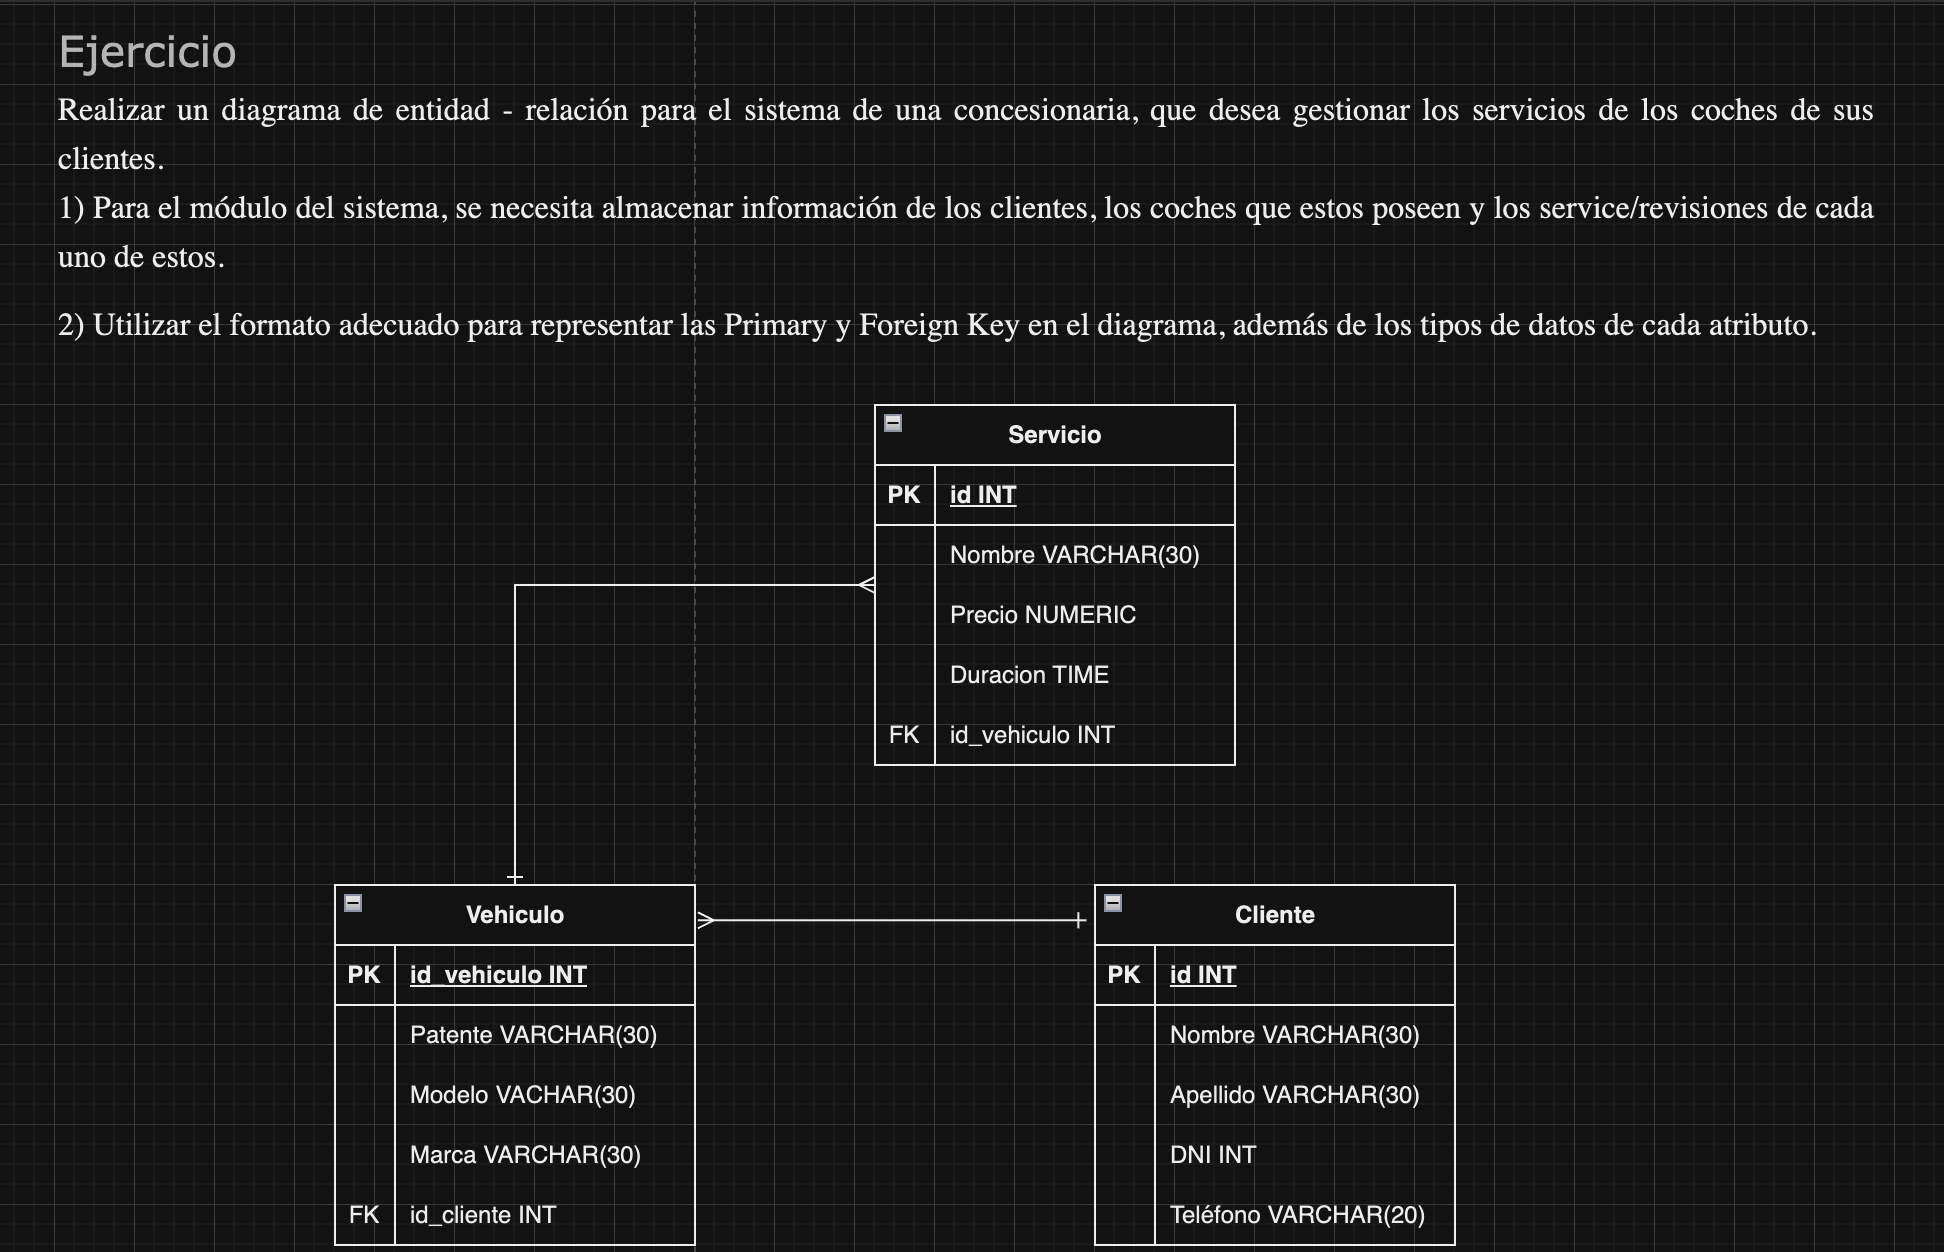 Ejercicio
Realizar un diagrama de entidad - relación para el sistema de una concesionaria, que desea gestionar los servicios de los coches de sus
clientes.
1) Para el módulo del sistema, se necesita almacenar información de los clientes, los coches que estos poseen y los service/revisiones de cada
uno de estos.
2) Utilizar el formato adecuado para representar las Primary y Foreign Key en el diagrama, además de los tipos de datos de cada atributo.
Servicio
PK id INT
Nombre VARCHAR(30)
Precio NUMERIC
Duracion TIME
FK id_vehiculo INT
Vehiculo
PK id_vehiculo INT
Patente VARCHAR(30)
Modelo VACHAR(30)
Marca VARCHAR(30)
FK id_cliente INT
Cliente
PK id INT
Nombre VARCHAR(30)
Apellido VARCHAR(30)
DNI INT
Teléfono VARCHAR(20)